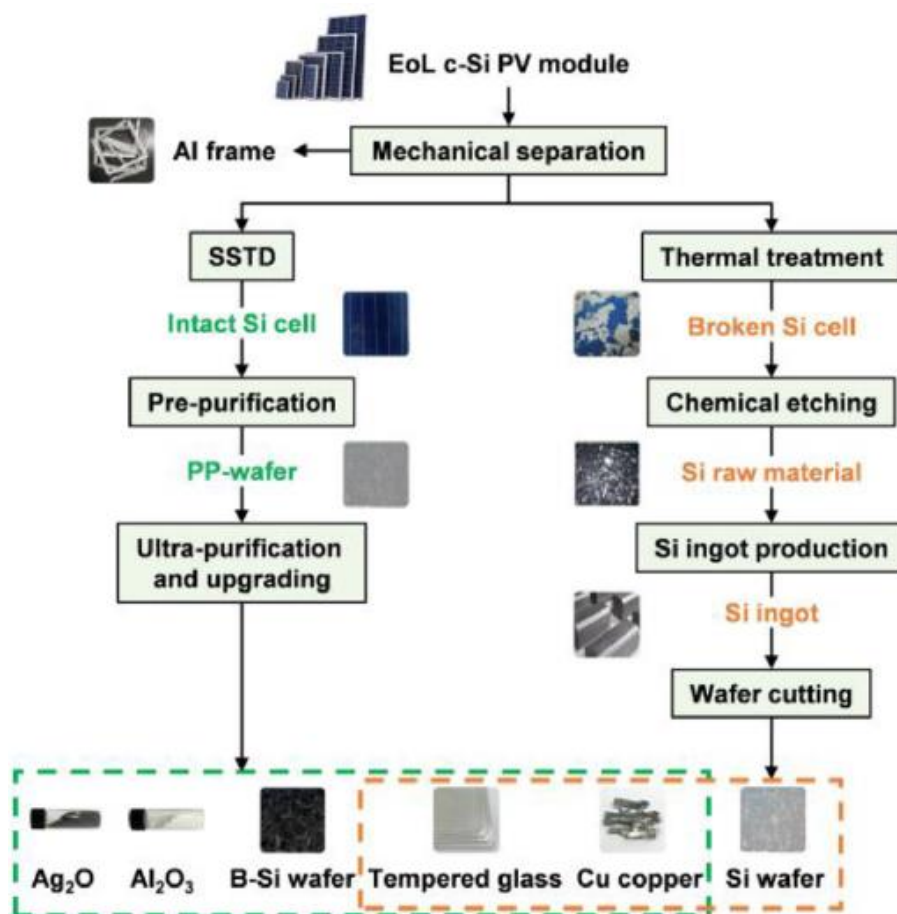 EoL c-Si PV module
Al frame
Mechanical separation
SSTD
Thermal treatment
Intact Si cell
Broken Si cell
Pre-purification
Chemical etching
PP-wafer
Si raw material
Ultra-purification
and upgrading
Si ingot production
Si ingot
Wafer cutting
Ag₂O
Al₂O₃
B-Si wafer
Tempered glass
Cu copper
Si wafer